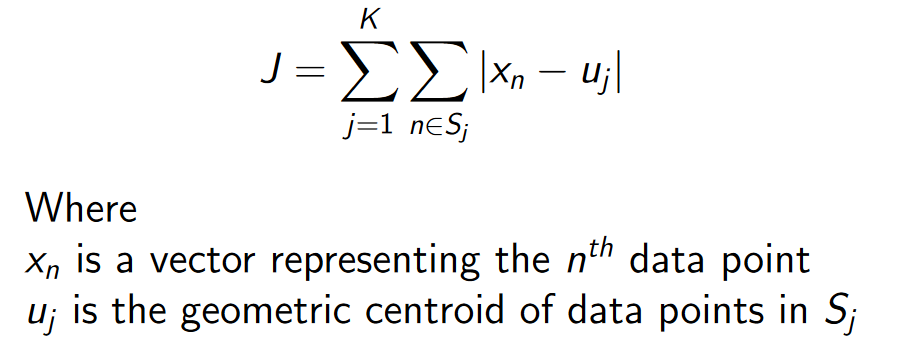 J = \sum_{j=1}^{K} \sum_{n \in S_j} |x_n - u_j|
Where
x_n is a vector representing the n^{th} data point
u_j is the geometric centroid of data points in S_j